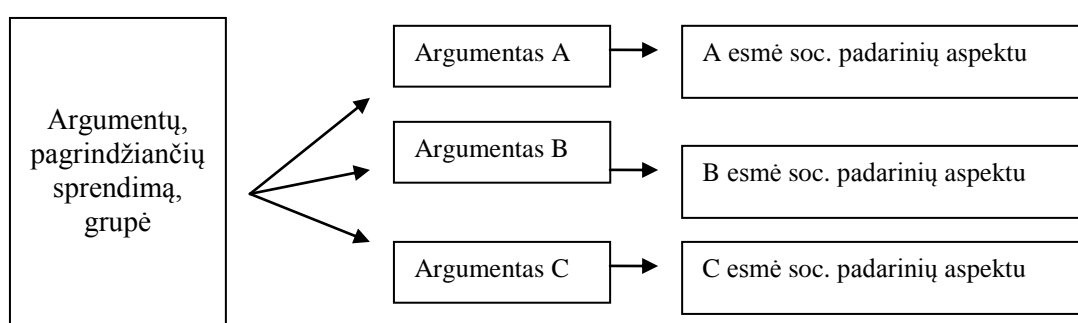 Argumentų,
pagrindžiančių
sprendimą,
grupė
Argumentas A
A esmė soc. padarinių aspektu
Argumentas B
B esmė soc. padarinių aspektu
Argumentas C
C esmė soc. padarinių aspektu